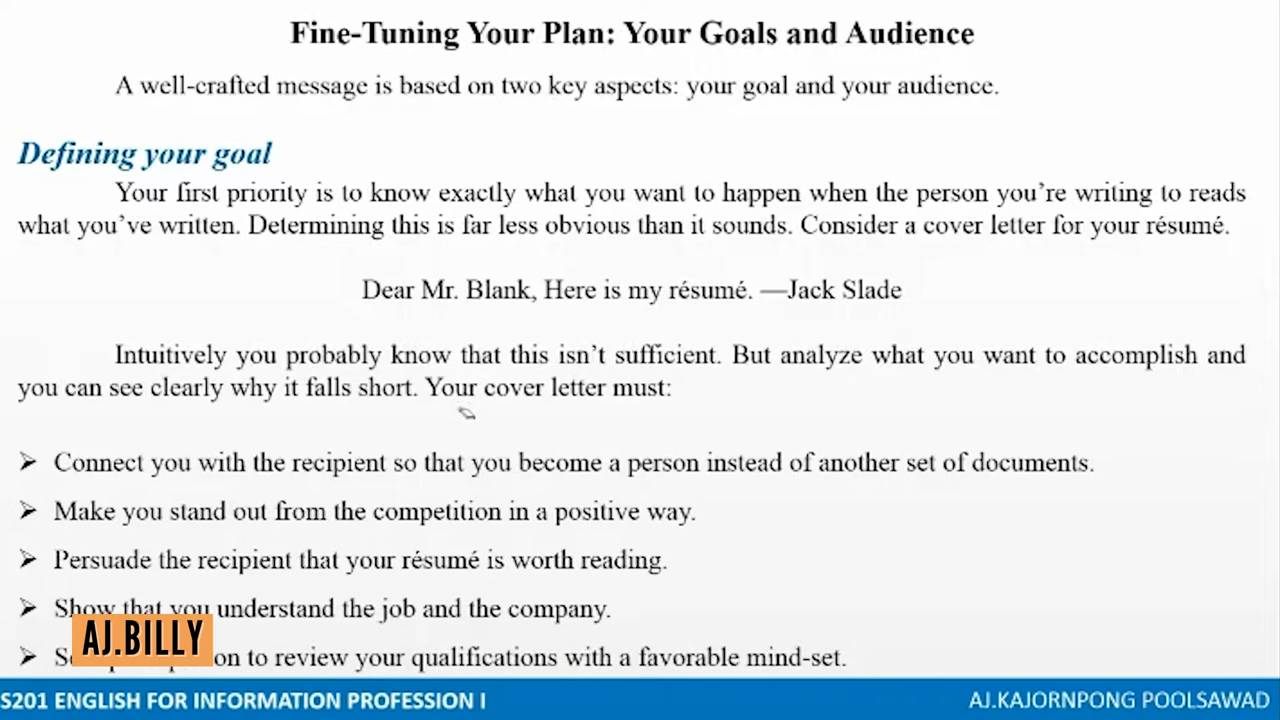 Fine-Tuning Your Plan: Your Goals and Audience
A well-crafted message is based on two key aspects: your goal and your audience.
Defining your goal
Your first priority is to know exactly what you want to happen when the person you’re writing to reads
what you’ve written. Determining this is far less obvious than it sounds. Consider a cover letter for your résumé.
Dear Mr. Blank, Here is my résumé. —Jack Slade
Intuitively you probably know that this isn’t sufficient. But analyze what you want to accomplish and
you can see clearly why it falls short. Your cover letter must:
➢ Connect you with the recipient so that you become a person instead of another set of documents.
➢ Make you stand out from the competition in a positive way.
➢ Persuade the recipient that your résumé is worth reading.
➢ Show that you understand the job and the company.
➢ to review your qualifications with a favorable mind-set.
AJ.BILLY
S201 ENGLISH FOR INFORMATION PROFESSION I
AJ.KAJORNPONG POOLSAWAD